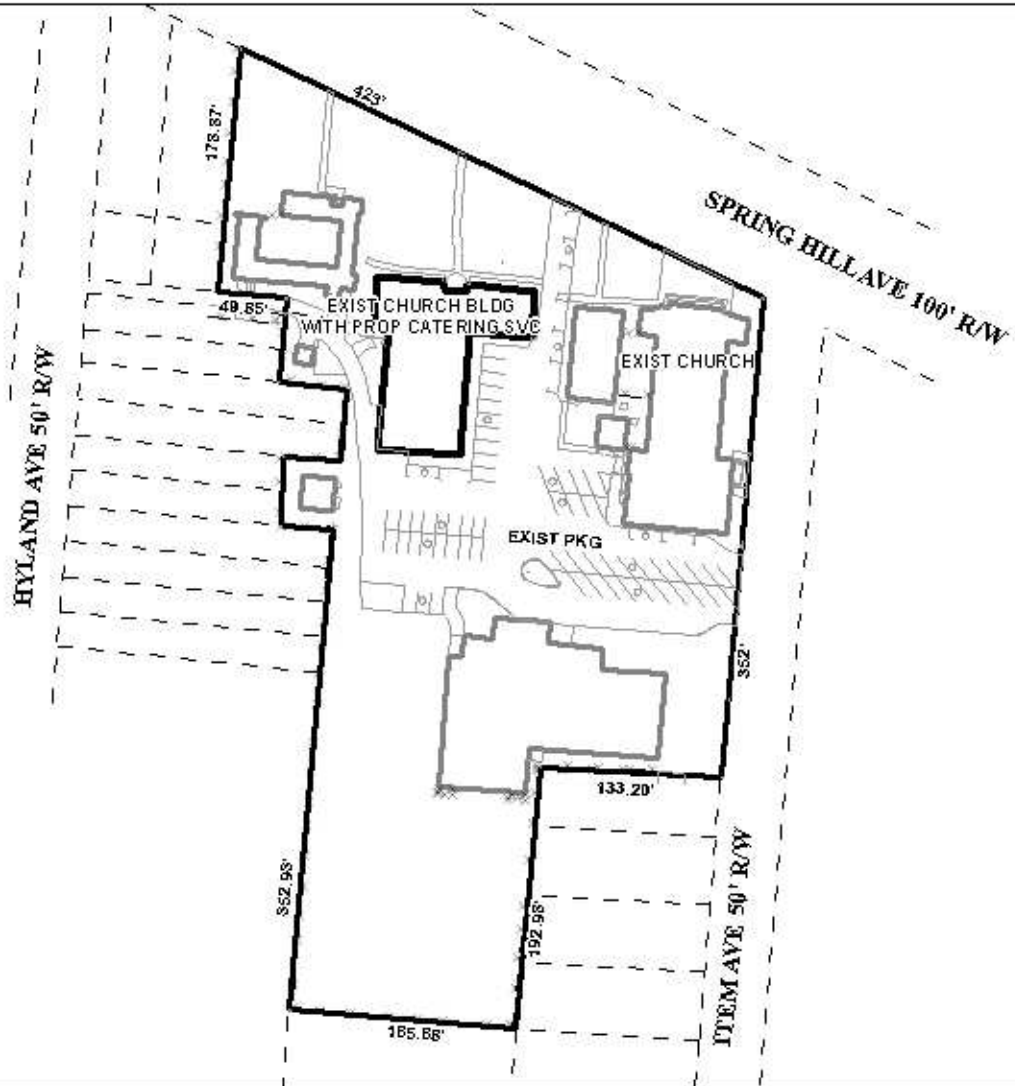 423'
178.87'
SPRING HILL AVE 100' R/W
49.85'
EXIST CHURCH BLDG
WITH PROP CATERING SVC
EXIST CHURCH
HYLAND AVE 50' R/W
EXIST PKG
352'
133.20'
352.93'
192.98'
ITEM AVE 50' R/W
165.66'